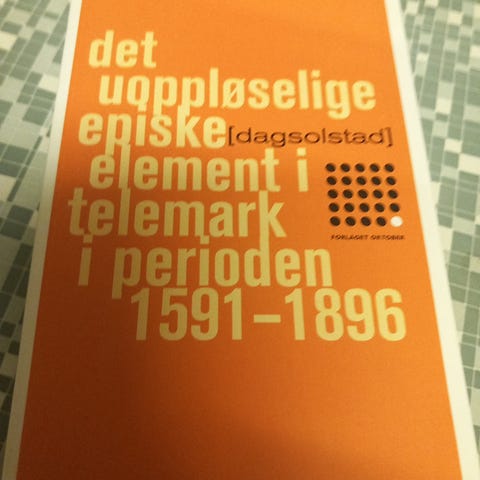 det
uoppløselige
episke[dagsolstad]
element i
telemark
FORLAGET OKTOBER
i perioden
1591–1896